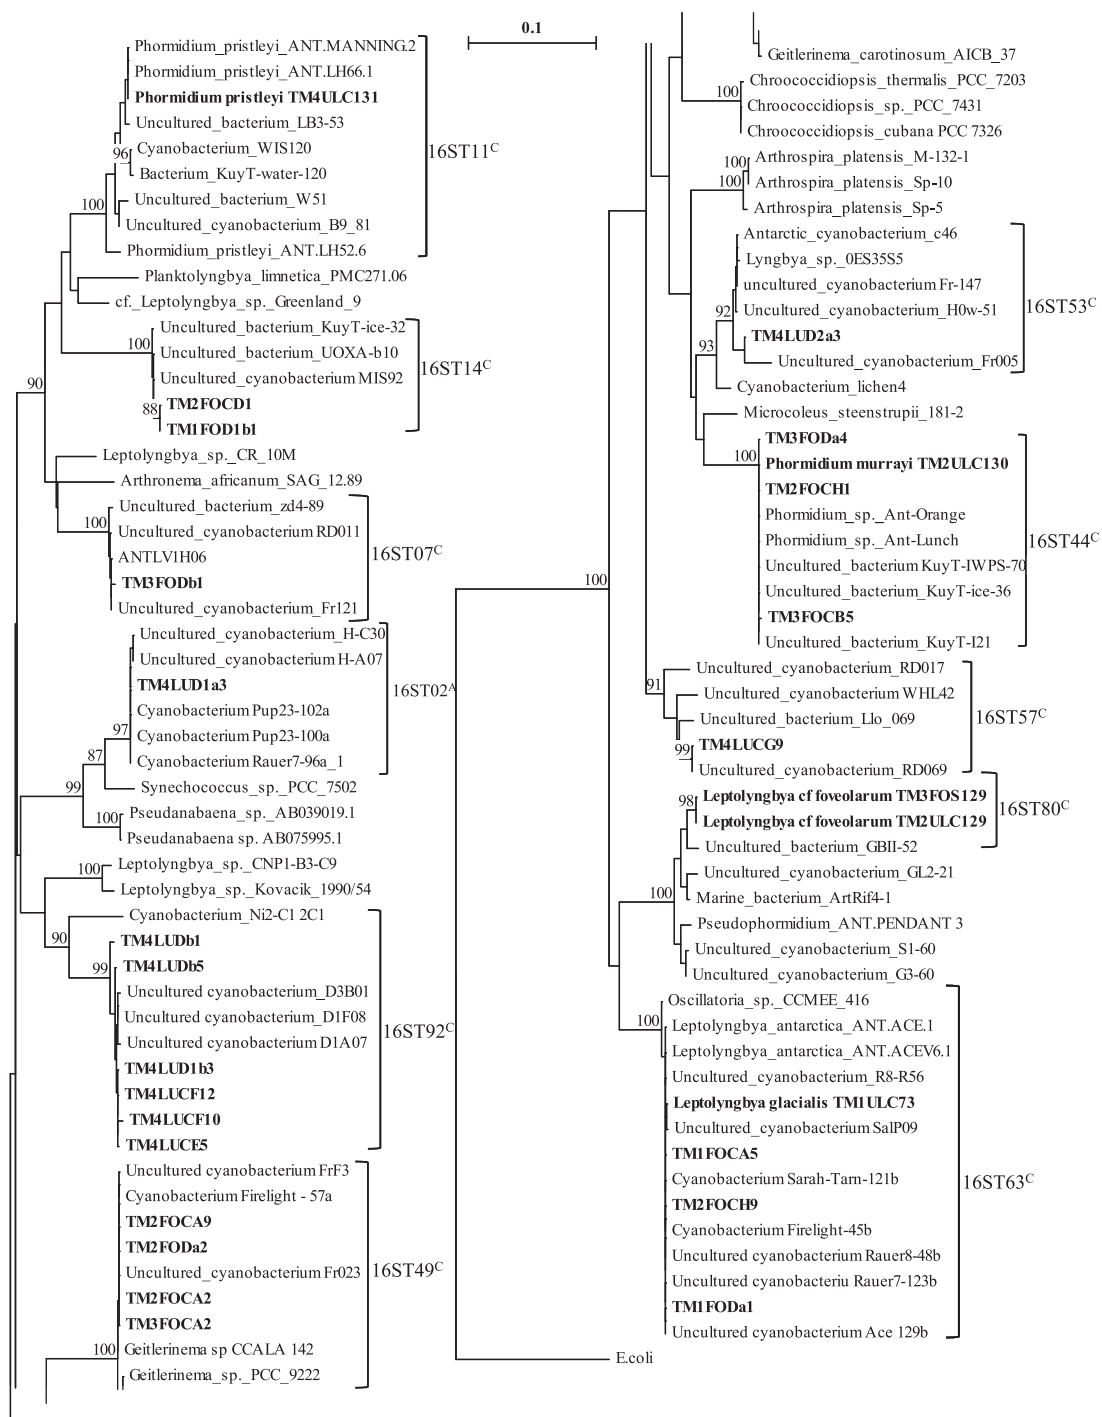 Phormidium_pristleyi_ANT.MANNING.2
Phormidium_pristleyi_ANT.LH66.1
Phormidium pristleyi TM4ULC131
Uncultured_bacterium_LB3-53
96
Cyanobacterium_WIS120
Bacterium_KuyT-water-120
Uncultured_bacterium_W51
100
Uncultured_cyanobacterium_B9_81
Phormidium_pristleyi_ANT.LH52.6
16ST11C
Planktolyngbya_limnetica_PMC271.06
cf._Leptolyngbya_sp._Greenland_9
Uncultured_bacterium_KuyT-ice-32
100
Uncultured_bacterium_UOXA-b10
Uncultured_cyanobacterium MIS92
16ST14C
90
88
TM2FOCD1
TM1FOD1b1
Leptolyngbya_sp._CR_10M
Arthronema_africanum_SAG_12.89
Uncultured_bacterium_zd4-89
100
Uncultured_cyanobacterium RD011
ANTLV1H06
16ST07C
TM3FODb1
Uncultured_cyanobacterium_Fr121
Uncultured_cyanobacterium_H-C30
Uncultured_cyanobacterium H-A07
TM4LUD1a3
16ST02A
Cyanobacterium Pup23-102a
97
Cyanobacterium Pup23-100a
87
Cyanobacterium Rauer7-96a_1
99
Synechococcus_sp._PCC_7502
Pseudanabaena_sp._AB039019.1
100
Pseudanabaena sp. AB075995.1
Leptolyngbya_sp._CNP1-B3-C9
100
Leptolyngbya_sp._Kovacik_1990/54
Cyanobacterium_Ni2-C1 2C1
90
TM4LUDb1
99
TM4LUDb5
Uncultured cyanobacterium_D3B01
Uncultured cyanobacterium_D1F08
16ST92C
Uncultured cyanobacterium D1A07
TM4LUD1b3
TM4LUCF12
TM4LUCF10
TM4LUCE5
Uncultured cyanobacterium FrF3
Cyanobacterium Firelight - 57a
TM2FOCA9
TM2FODa2
Uncultured_cyanobacterium Fr023
16ST49C
TM2FOCA2
TM3FOCA2
100
Geitlerinema sp CCALA 142
Geitlerinema_sp._PCC_9222
0.1
Geitlerinema_carotinosum_AICB_37
Chroococcidiopsis_thermalis_PCC_7203
100
Chroococcidiopsis_sp._PCC_7431
Chroococcidiopsis_cubana PCC 7326
100
Arthrospira_platensis_M-132-1
100
Arthrospira_platensis_Sp-10
Arthrospira_platensis_Sp-5
Antarctic_cyanobacterium_c46
Lyngbya_sp._0ES35S5
uncultured_cyanobacterium Fr-147
16ST53C
92
Uncultured_cyanobacterium_H0w-51
TM4LUD2a3
93
Uncultured_cyanobacterium_Fr005
Cyanobacterium_lichen4
Microcoleus_steenstrupii_181-2
TM3FODa4
100
Phormidium murrayi TM2ULC130
TM2FOCH1
Phormidium_sp._Ant-Orange
Phormidium_sp._Ant-Lunch
16ST44C
Uncultured_bacterium KuyT-IWPS-70
Uncultured_bacterium_KuyT-ice-36
TM3FOCB5
Uncultured_bacterium_KuyT-I21
100
Uncultured_cyanobacterium_RD017
91
Uncultured_cyanobacterium WHL42
Uncultured_bacterium_Llo_069
16ST57C
99
TM4LUCG9
Uncultured_cyanobacterium_RD069
98
Leptolyngbya cf foveolarum TM3FOS129
16ST80C
Leptolyngbya cf foveolarum TM2ULC129
Uncultured_bacterium_GBII-52
Uncultured_cyanobacterium_GL2-21
100
Marine_bacterium_ArtRif4-1
Pseudophormidium_ANT.PENDANT 3
Uncultured_cyanobacterium_S1-60
Uncultured_cyanobacterium_G3-60
Oscillatoria_sp._CCMEE_416
100
Leptolyngbya_antarctica_ANT.ACE.1
Leptolyngbya_antarctica_ANT.ACEV6.1
Uncultured_cyanobacterium_R8-R56
Leptolyngbya glacialis TM1ULC73
Uncultured_cyanobacterium SalP09
TM1FOCA5
Cyanobacterium Sarah-Tarn-121b
16ST63C
TM2FOCH9
Cyanobacterium Firelight-45b
Uncultured cyanobacterium Rauer8-48b
Uncultured cyanobacteriu Rauer7-123b
TM1FODa1
Uncultured cyanobacterium Ace 129b
E.coli